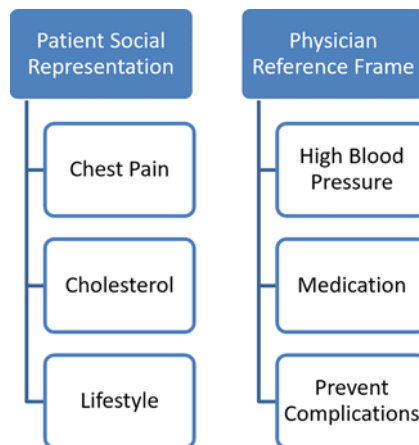 Patient Social
Representation
Chest Pain
Cholesterol
Lifestyle
Physician
Reference Frame
High Blood
Pressure
Medication
Prevent
Complications